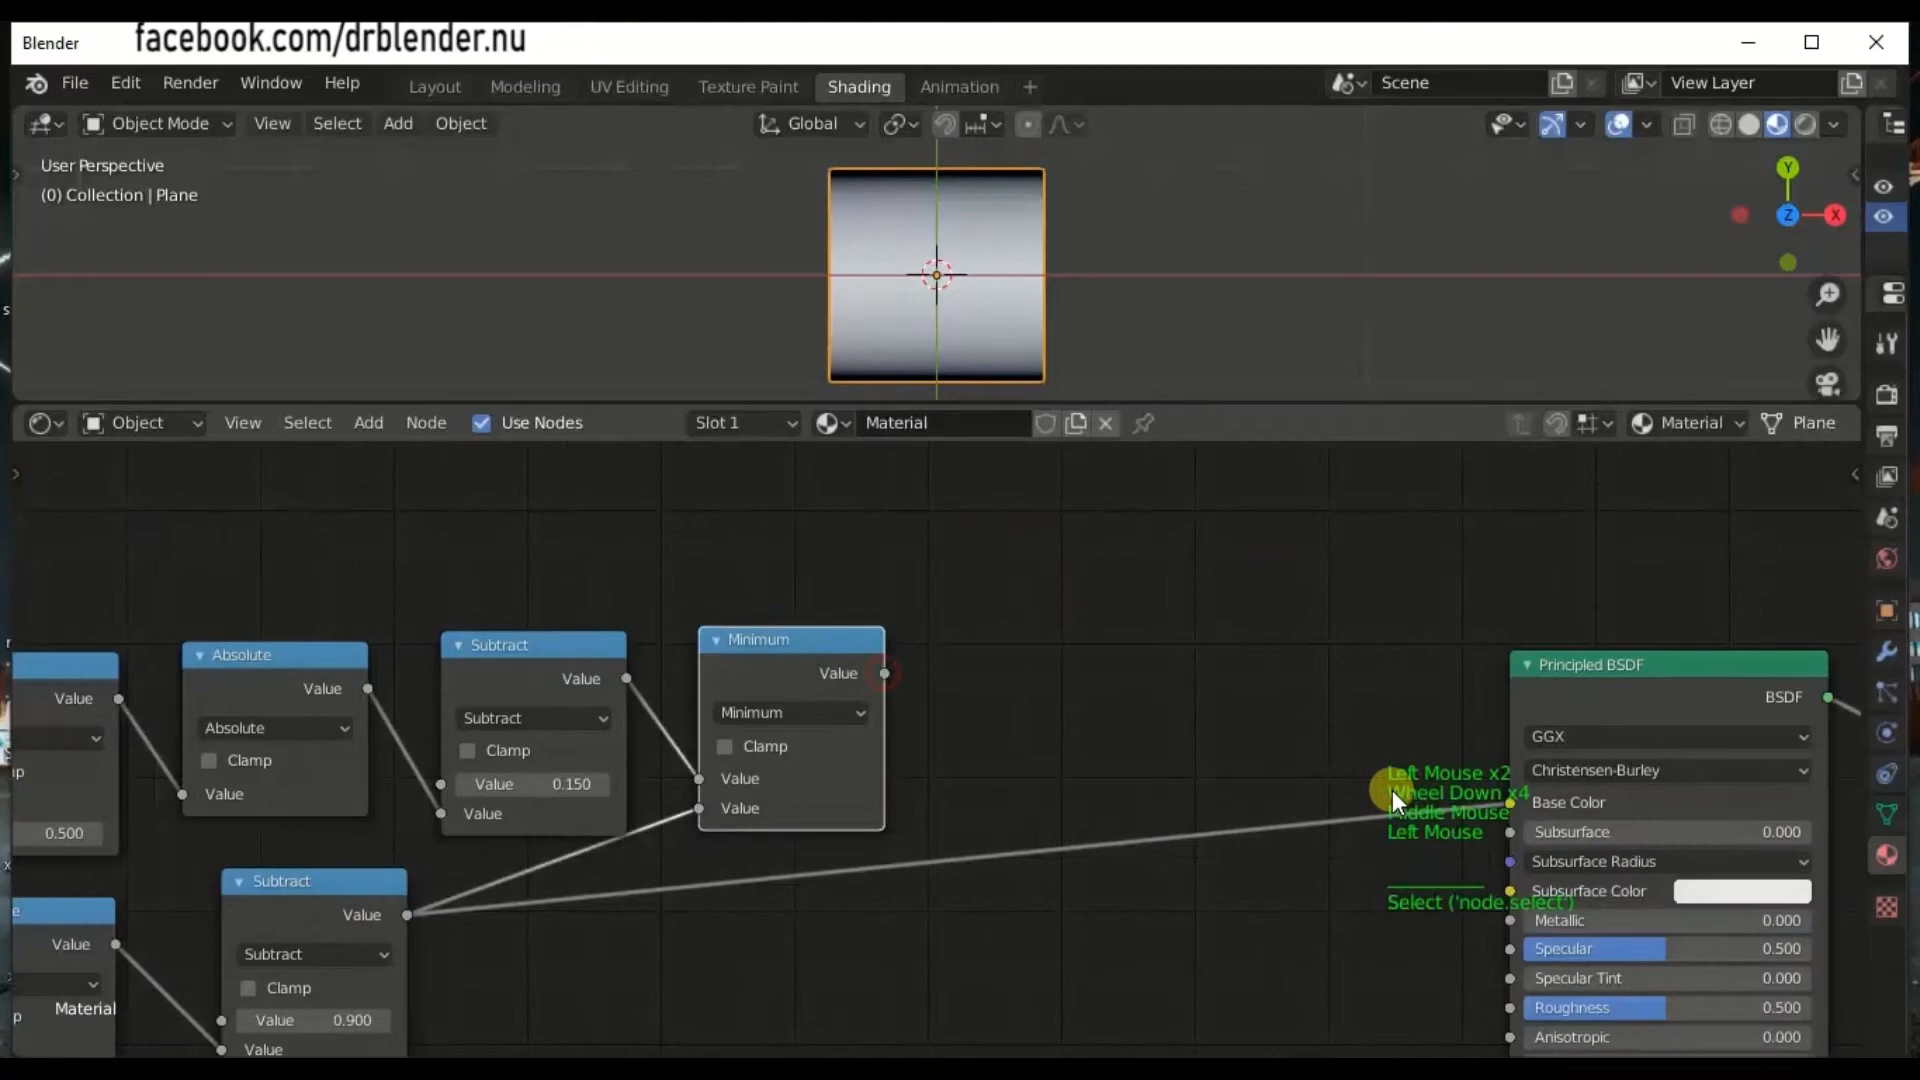 facebook.com/drblender.nu
Blender
File Edit Render Window Help Layout Modeling UV Editing Texture Paint Shading Animation + Scene View Layer
Object Mode View Select Add Object Global
User Perspective
(0) Collection | Plane
Y
Z X
Object View Select Add Node Use Nodes Slot 1 Material Material Plane
Minimum
Value
Minimum
Clamp
Value
Value
Subtract
Value
Subtract
Clamp
Value 0.150
Value
Absolute
Value
Absolute
Clamp
Value
Value
0.500
Subtract
Value
Subtract
Clamp
Value 0.900
Value
Value
Material
Principled BSDF
BSDF
GGX
Christensen-Burley
Base Color
Subsurface 0.000
Subsurface Radius
Subsurface Color
Metallic 0.000
Specular 0.500
Specular Tint 0.000
Roughness 0.500
Anisotropic 0.000
Left Mouse x2
Wheel Down x4
Middle Mouse
Left Mouse
Select ('node.select')